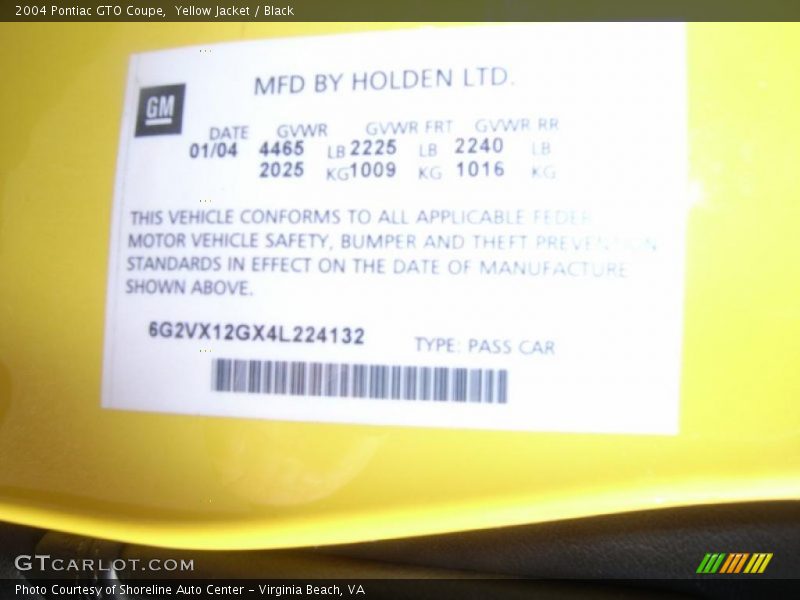 2004 Pontiac GTO Coupe, Yellow Jacket / Black
GM
MFD BY HOLDEN LTD.
DATE GVWR GVWR FRT GVWR RR
01/04 4465 LB 2225 LB 2240 LB
2025 KG 1009 KG 1016 KG
THIS VEHICLE CONFORMS TO ALL APPLICABLE FEDER
MOTOR VEHICLE SAFETY, BUMPER AND THEFT PREVENTION
STANDARDS IN EFFECT ON THE DATE OF MANUFACTURE
SHOWN ABOVE.
6G2VX12GX4L224132 TYPE: PASS CAR
GTCARLOT.COM
Photo Courtesy of Shoreline Auto Center - Virginia Beach, VA